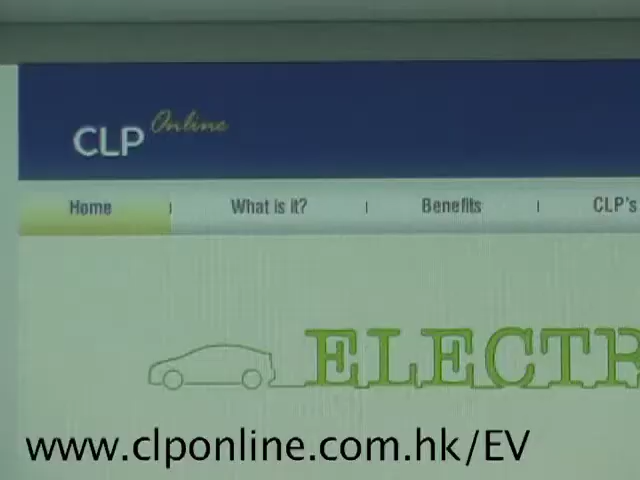 CLP Online
Home | What is it? | Benefits | CLP's
ELECTR
www.clponline.com.hk/EV